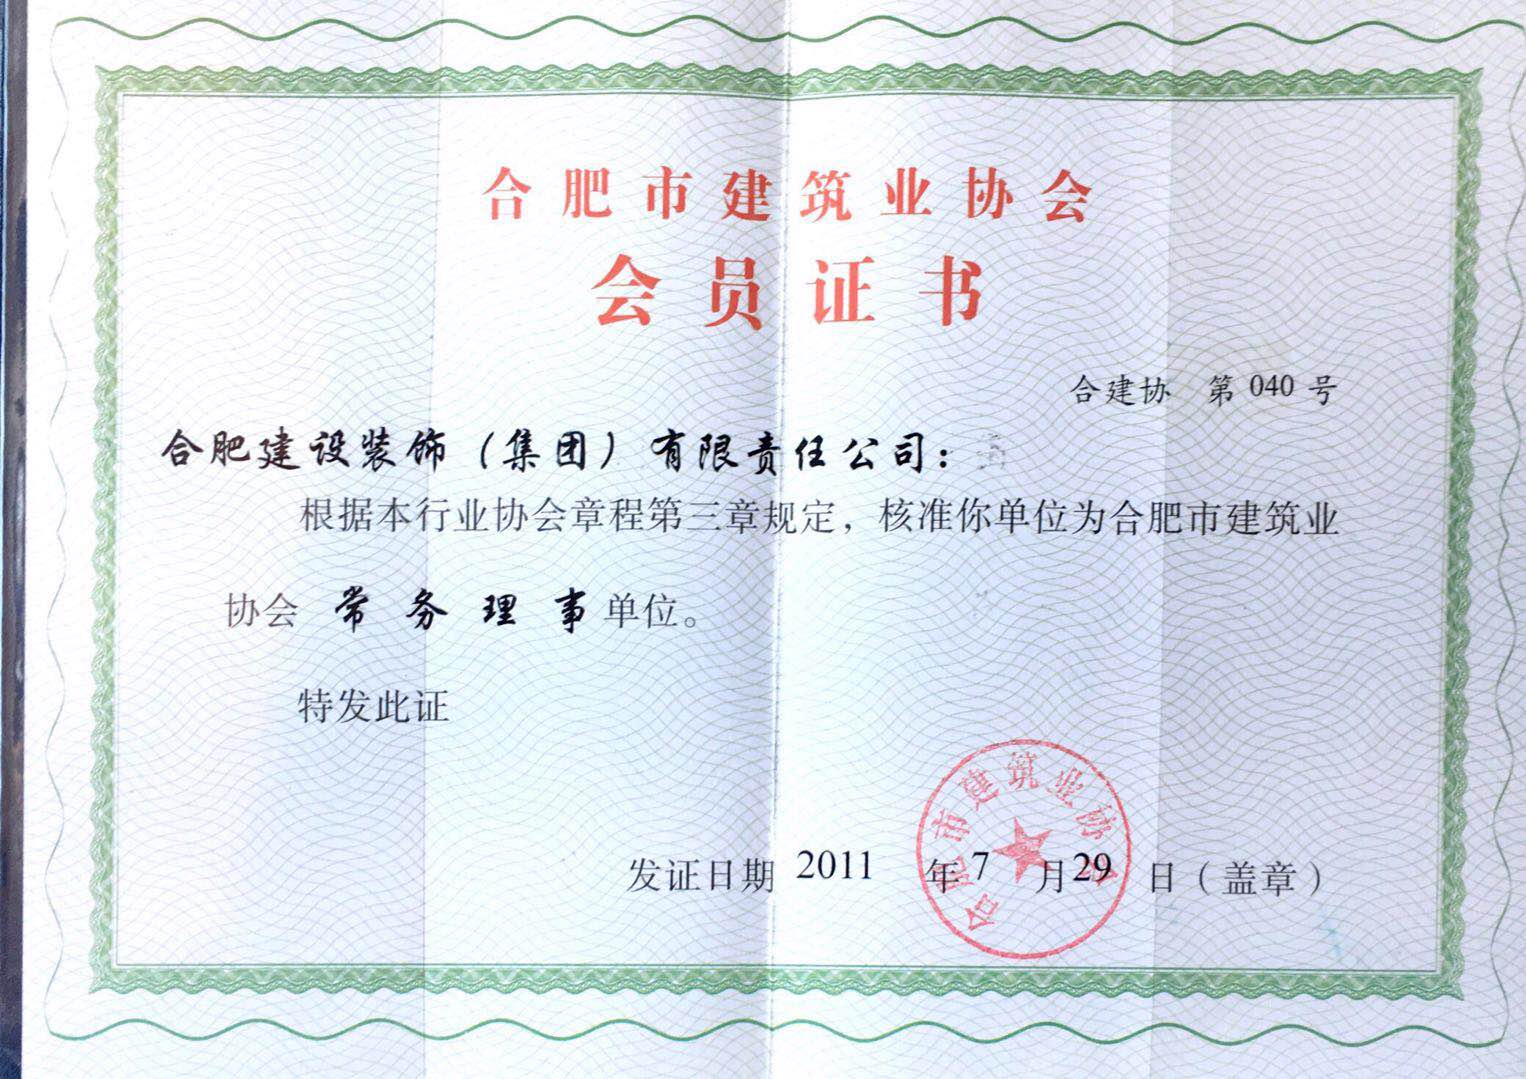 合肥市建筑业协会
会员证书
合建协 第 040 号
合肥建设装饰（集团）有限责任公司：
根据本行业协会章程第三章规定，核准你单位为合肥市建筑业
协会 常务理事单位。
特发此证
发证日期 2011 年 7 月 29 日（盖章）
合肥市建筑业协会